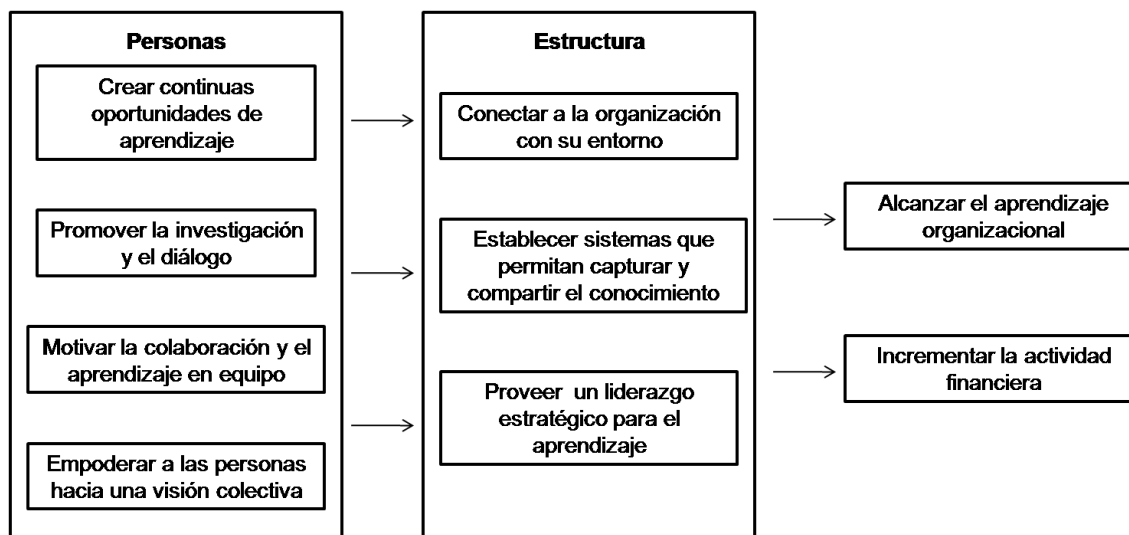 Personas
Crear continuas
oportunidades de
aprendizaje
Promover la investigación
y el diálogo
Motivar la colaboración y el
aprendizaje en equipo
Empoderar a las personas
hacia una visión colectiva
Estructura
Conectar a la organización
con su entorno
Establecer sistemas que
permitan capturar y
compartir el conocimiento
Proveer un liderazgo
estratégico para el
aprendizaje
Alcanzar el aprendizaje
organizacional
Incrementar la actividad
financiera